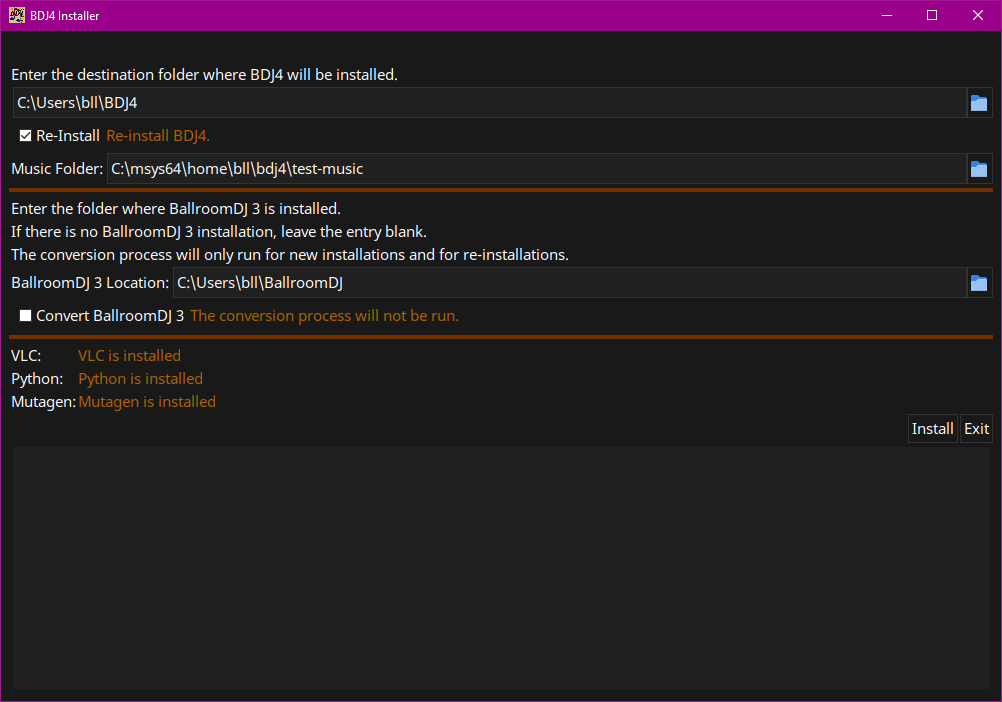 BDJ4 Installer
Enter the destination folder where BDJ4 will be installed.
C:\Users\bll\BDJ4
Re-Install Re-install BDJ4.
Music Folder: C:\msys64\home\bll\bdj4\test-music
Enter the folder where BallroomDJ 3 is installed.
If there is no BallroomDJ 3 installation, leave the entry blank.
The conversion process will only run for new installations and for re-installations.
BallroomDJ 3 Location: C:\Users\bll\BallroomDJ
Convert BallroomDJ 3 The conversion process will not be run.
VLC: VLC is installed
Python: Python is installed
Mutagen: Mutagen is installed
Install Exit